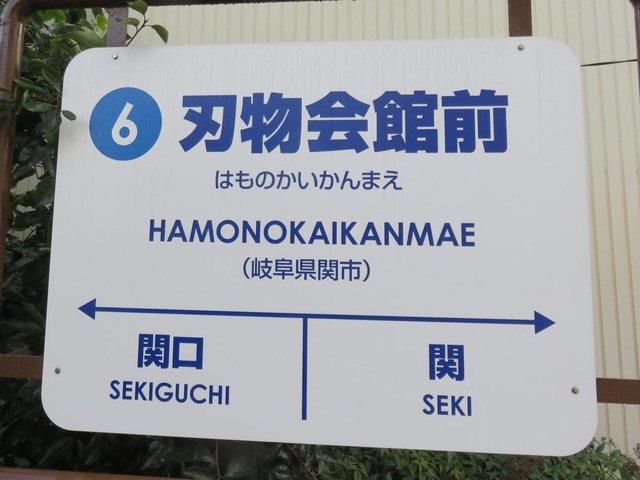 6 刃物会館前
はものかいかんまえ
HAMONOKAIKANMAE
（岐阜県関市）
関口 関
SEKIGUCHI SEKI